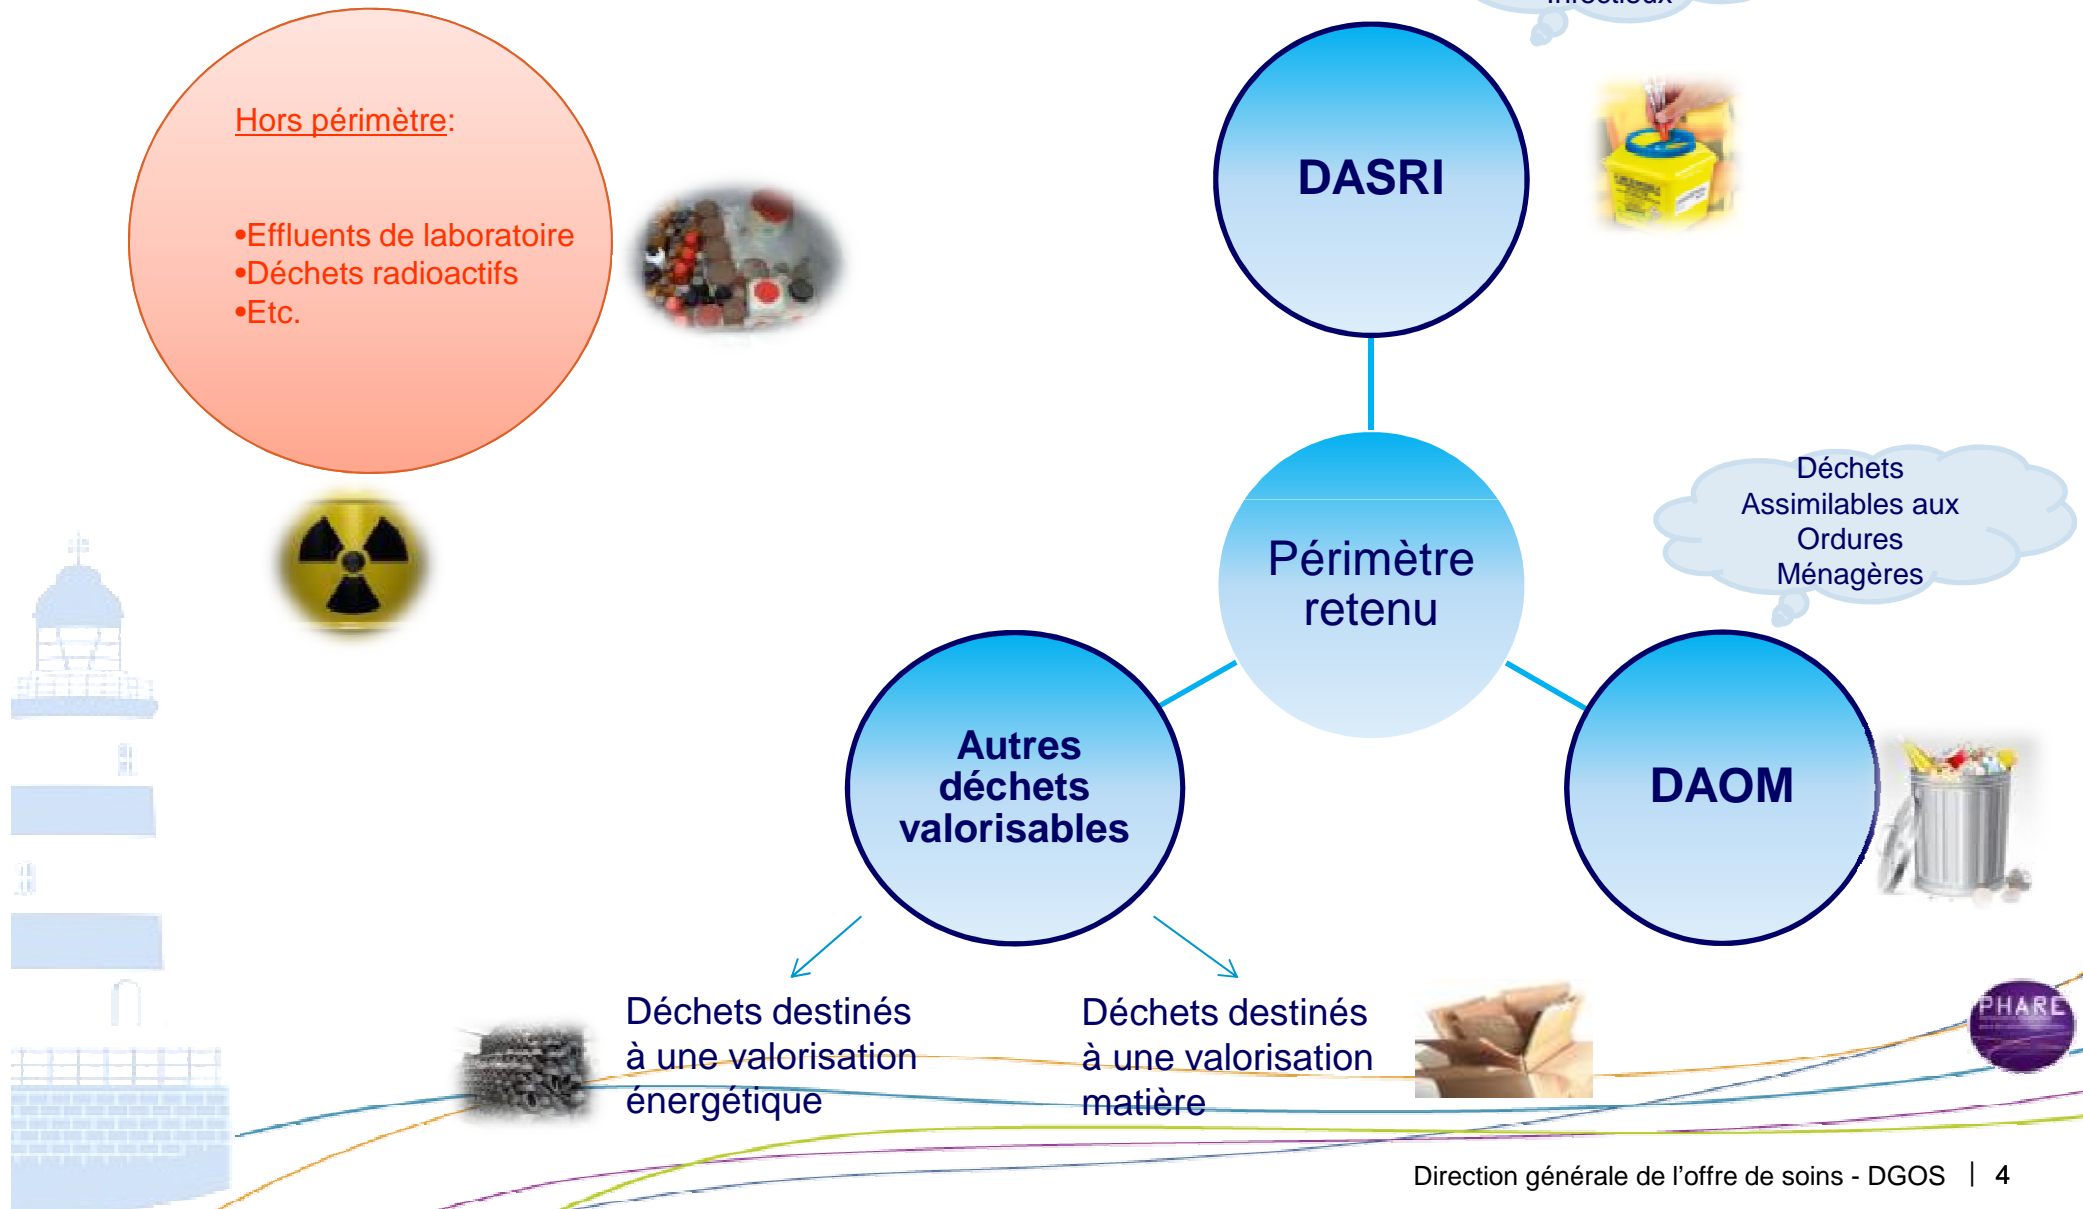 Infectieux
Hors périmètre:
•Effluents de laboratoire
•Déchets radioactifs
•Etc.
DASRI
Périmètre
retenu
Déchets
Assimilables aux
Ordures
Ménagères
Autres
déchets
valorisables
DAOM
Déchets destinés
à une valorisation
énergétique
Déchets destinés
à une valorisation
matière
PHARE
Direction générale de l’offre de soins - DGOS | 4